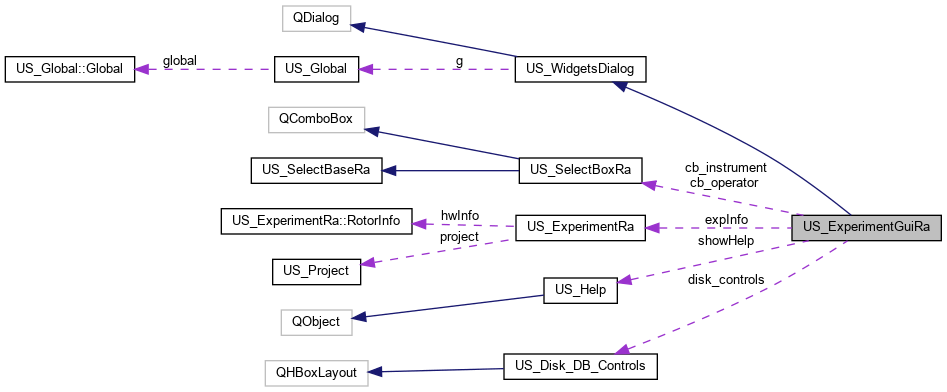 QDialog
US_Global::Global
global
US_Global
g
US_WidgetsDialog
QComboBox
US_SelectBaseRa
US_SelectBoxRa
cb_instrument
cb_operator
US_ExperimentRa::RotorInfo
hwInfo
project
US_ExperimentRa
expInfo
showHelp
US_ExperimentGuiRa
US_Project
US_Help
disk_controls
QObject
QHBoxLayout
US_Disk_DB_Controls